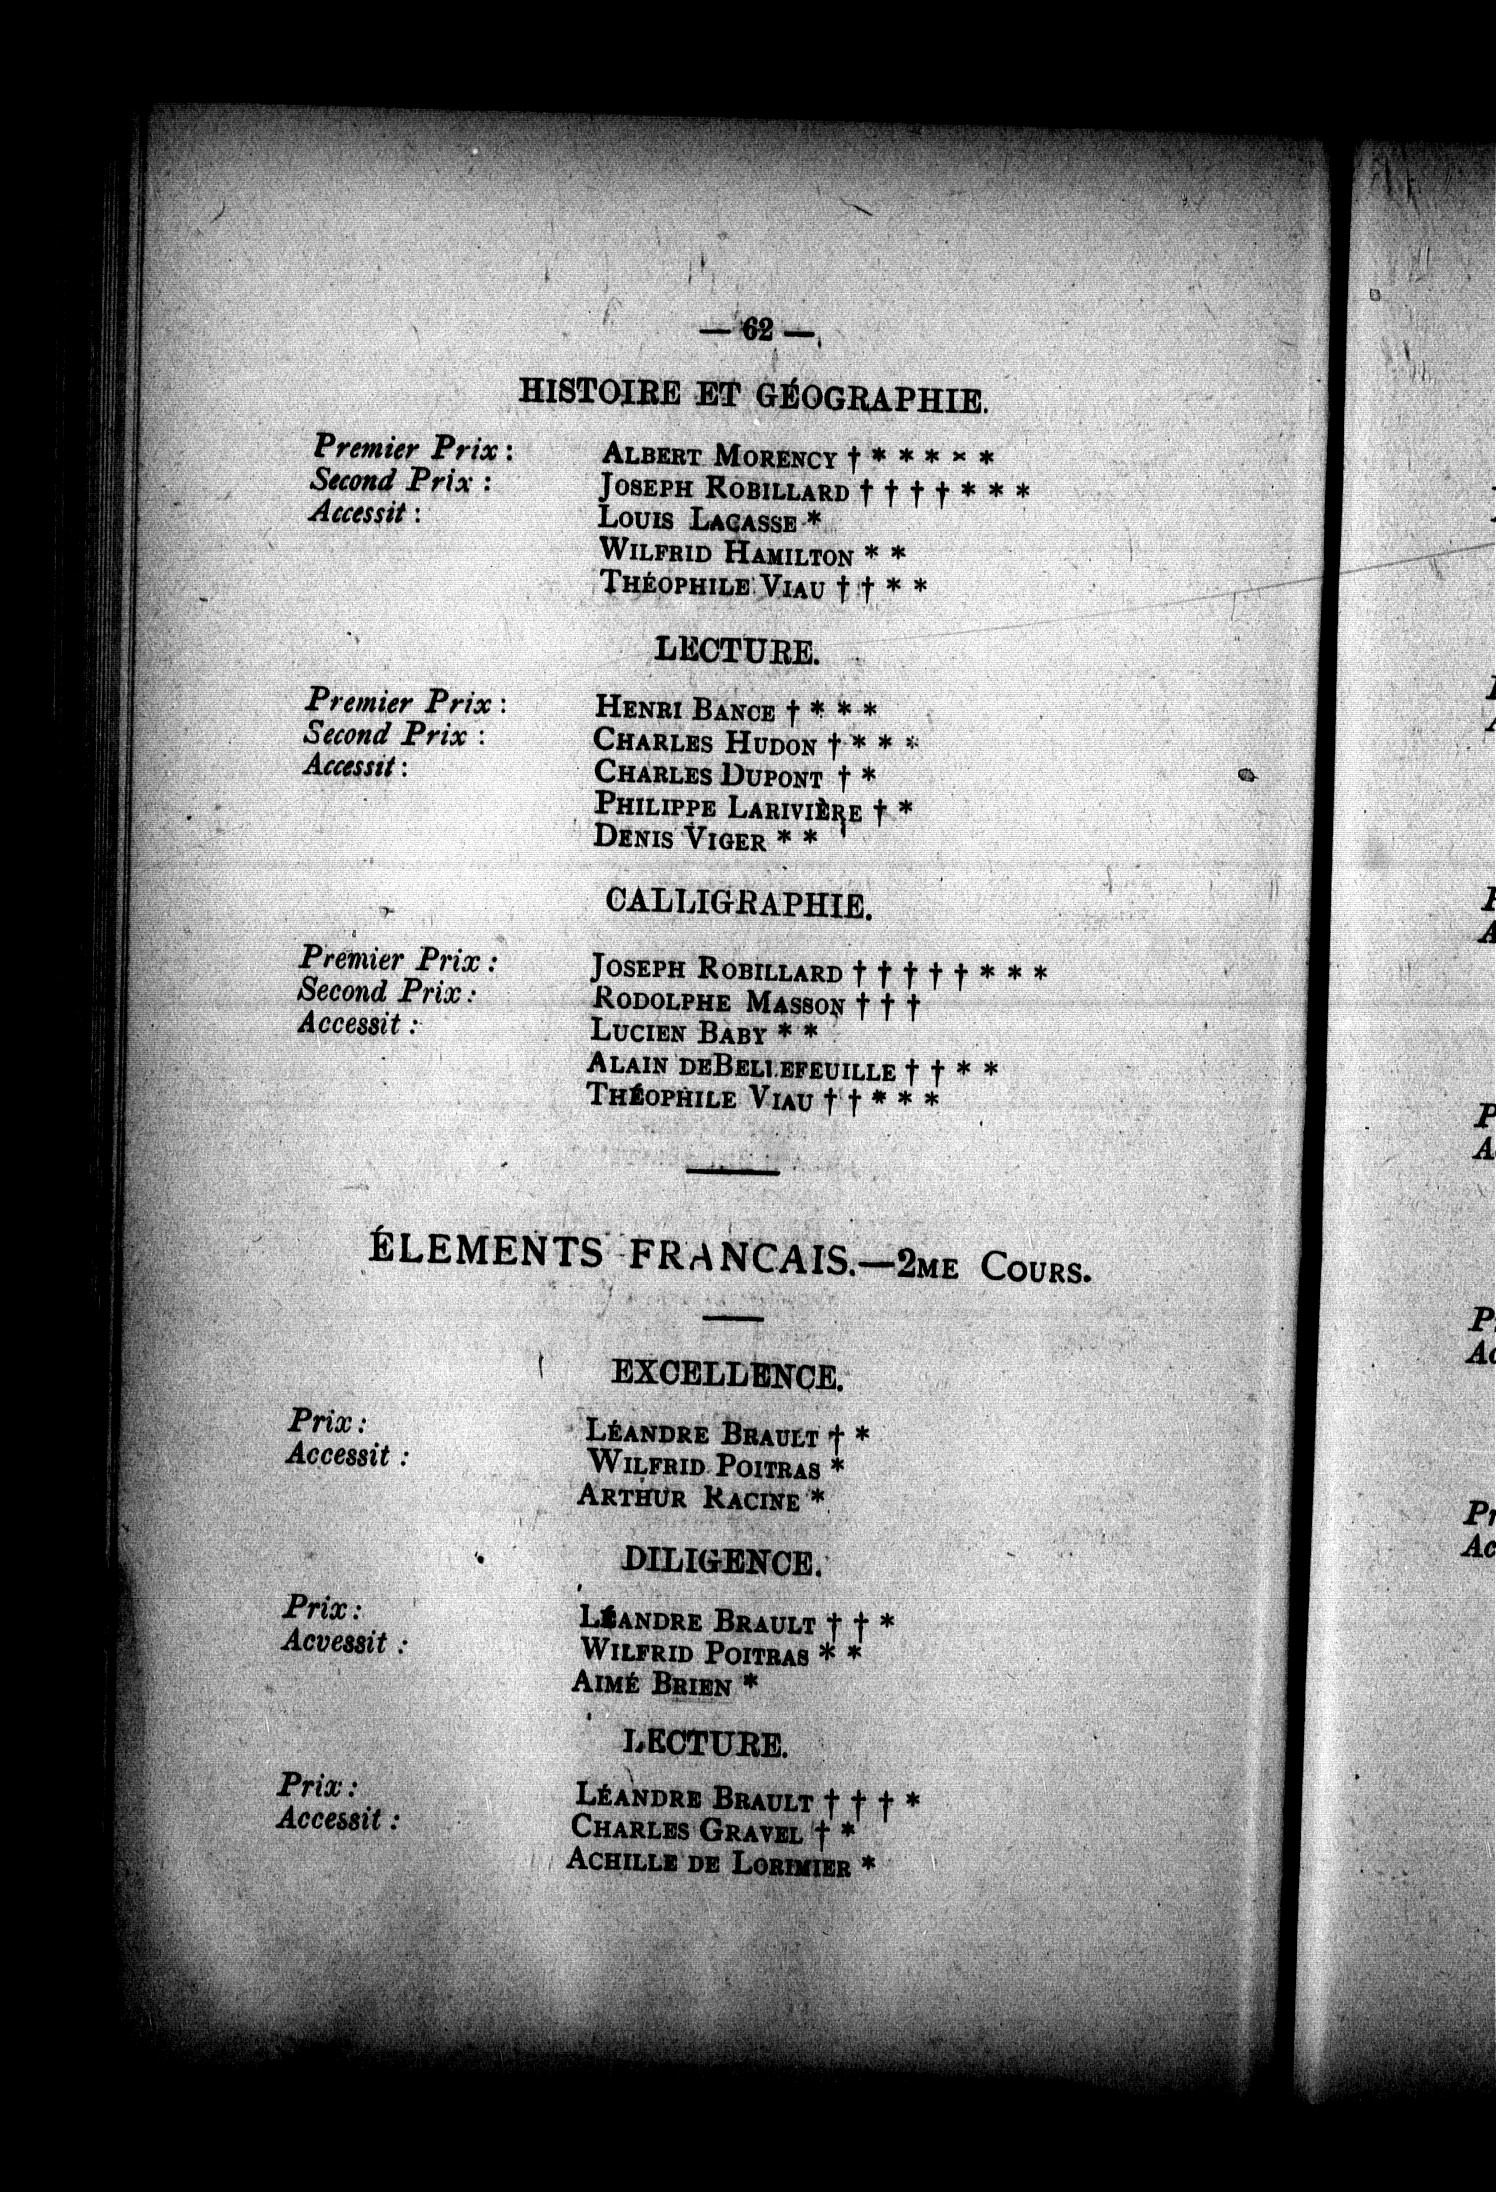 — 62 —
HISTOIRE ET GÉOGRAPHIE.
Premier Prix : ALBERT MORENCY † * * * * *
Second Prix : JOSEPH ROBILLARD † † † † * * *
Accessit : LOUIS LACASSE *
WILFRID HAMILTON * *
THÉOPHILE VIAU † † * *
LECTURE.
Premier Prix : HENRI BANCE † * * *
Second Prix : CHARLES HUDON † * * *
Accessit : CHARLES DUPONT † *
PHILIPPE LARIVIÈRE † *
DENIS VIGER * *
CALLIGRAPHIE.
Premier Prix : JOSEPH ROBILLARD † † † † † * * *
Second Prix : RODOLPHE MASSON † † †
Accessit : LUCIEN BABY * *
ALAIN DEBELLEFEUILLE † † * *
THÉOPHILE VIAU † † * * *
ÉLEMENTS FRANCAIS.—2ME COURS.
EXCELLENCE.
Prix : LÉANDRE BRAULT † *
Accessit : WILFRID POITRAS *
ARTHUR RACINE *
DILIGENCE.
Prix : LÉANDRE BRAULT † † *
Acvessit : WILFRID POITRAS * *
AIMÉ BRIEN *
LECTURE.
Prix : LÉANDRE BRAULT † † † *
Accessit : CHARLES GRAVEL † *
ACHILLE DE LORIMIER *